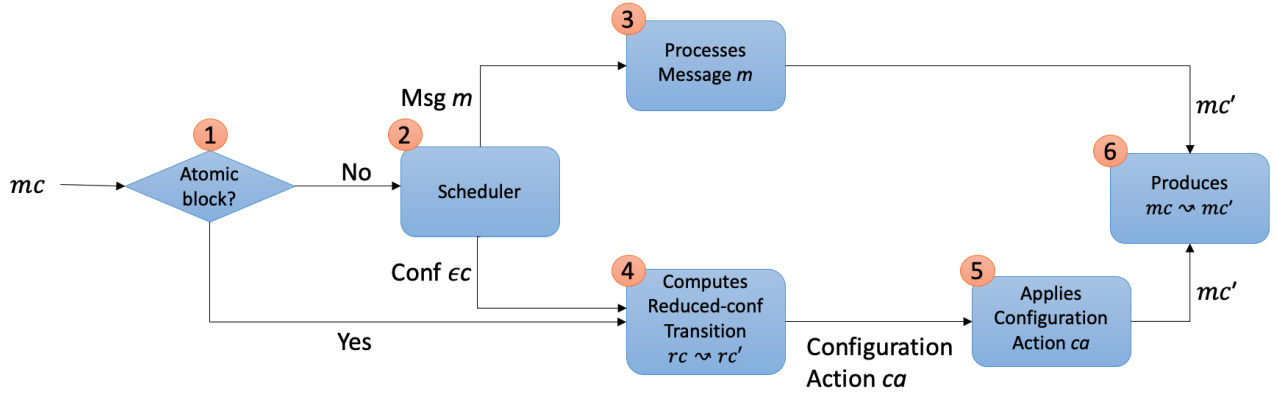 3
Processes
Message m
Msg m
mc′
1
2
6
Atomic
block?
mc
No
Scheduler
Produces
mc ⇝ mc′
Conf ϵc
4
5
Computes
Reduced-conf
Transition
rc ⇝ rc′
Applies
Configuration
Action ca
mc′
Yes
Configuration
Action ca